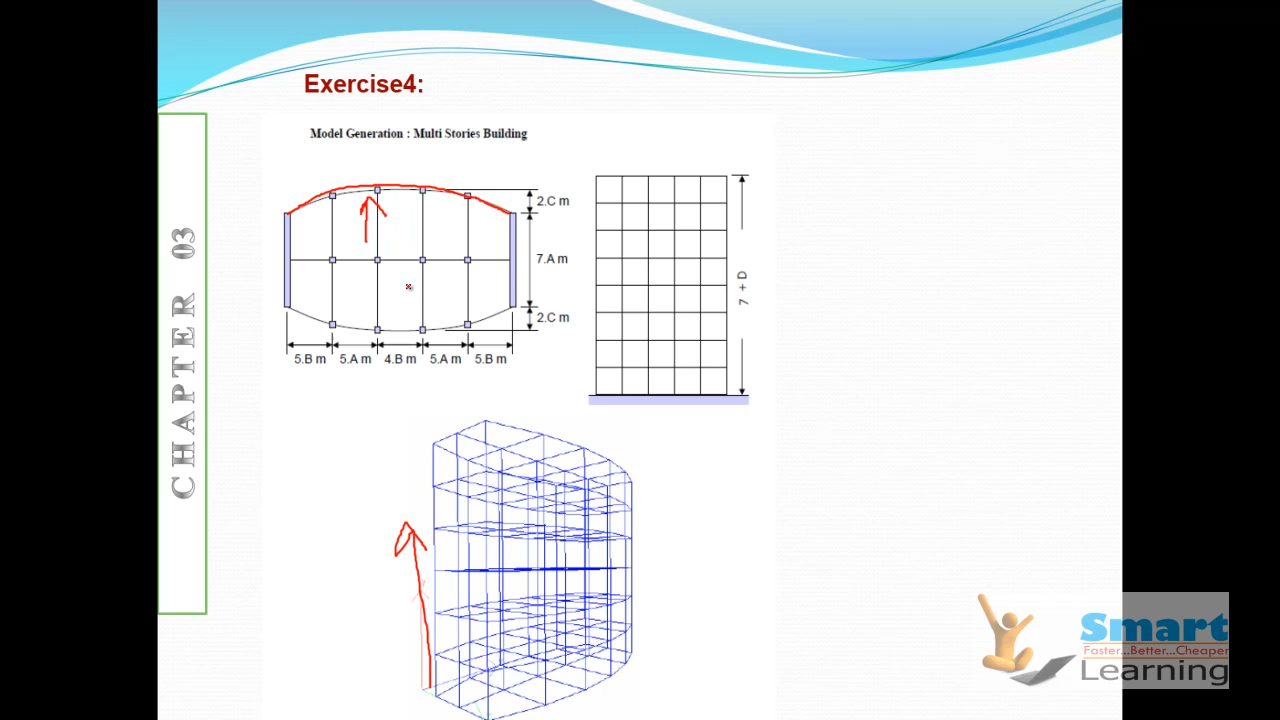 Exercise4:
Model Generation : Multi Stories Building
2.C m
7.A m
2.C m
5.B m 5.A m 4.B m 5.A m 5.B m
7 + D
CHAPTER 03
Smart
Faster...Better...Cheaper
Learning